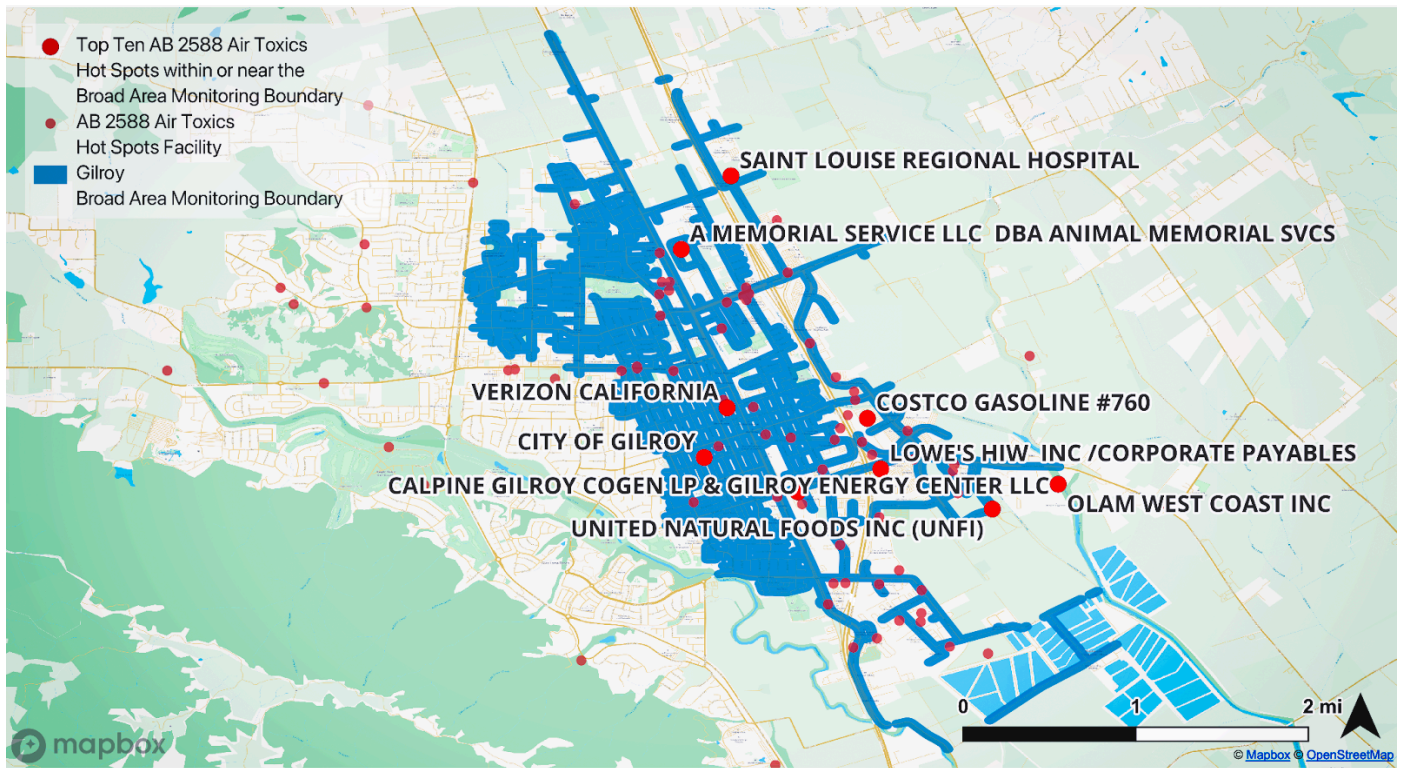 Top Ten AB 2588 Air Toxics
Hot Spots within or near the
Broad Area Monitoring Boundary
AB 2588 Air Toxics
Hot Spots Facility
Gilroy
Broad Area Monitoring Boundary
SAINT LOUISE REGIONAL HOSPITAL
A MEMORIAL SERVICE LLC  DBA ANIMAL MEMORIAL SVCS
VERIZON CALIFORNIA
COSTCO GASOLINE #760
CITY OF GILROY
LOWE'S HIW  INC /CORPORATE PAYABLES
CALPINE GILROY COGEN LP & GILROY ENERGY CENTER LLC
OLAM WEST COAST INC
UNITED NATURAL FOODS INC (UNFI)
0 1 2 mi
mapbox
© Mapbox © OpenStreetMap